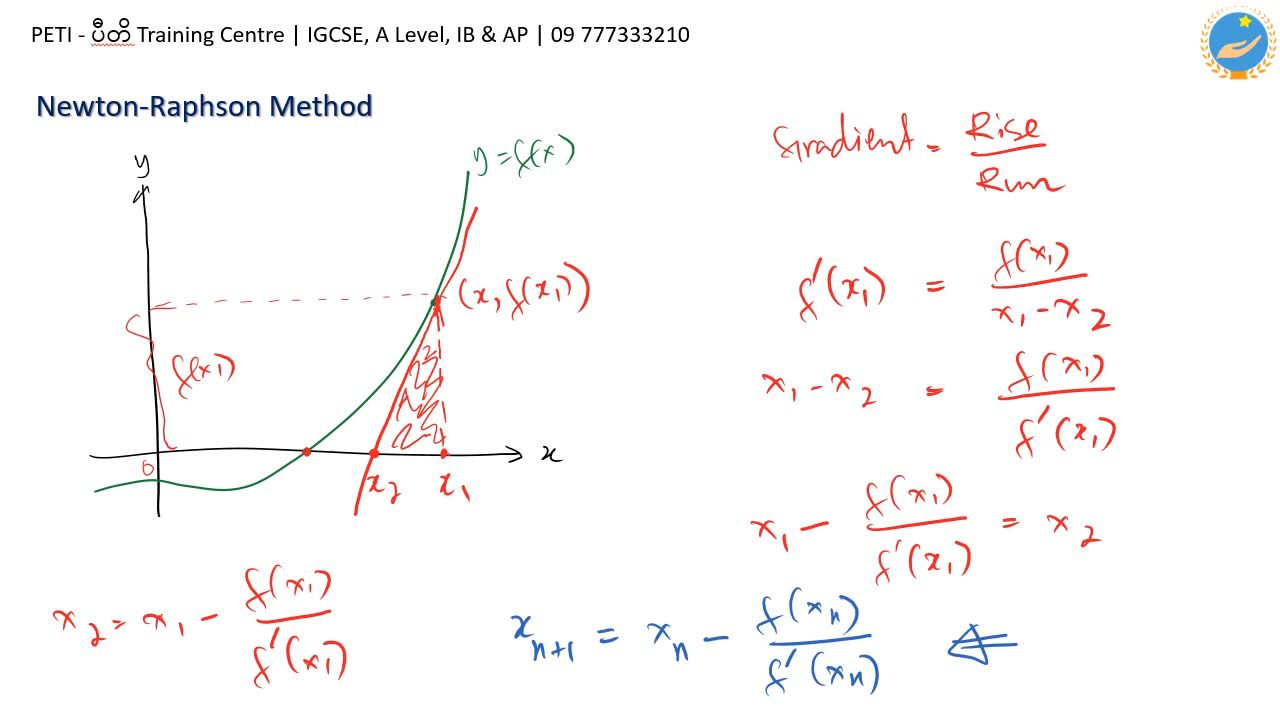 PETI - ပီတိ Training Centre | IGCSE, A Level, IB & AP | 09 777333210
Newton-Raphson Method
y
y = f(x)
(x, f(x₁))
f(x₁)
0
x₂
x₁
x
Gradient = Rise / Run
f'(x₁) = f(x₁) / x₁ - x₂
x₁ - x₂ = f(x₁) / f'(x₁)
x₁ - f(x₁) / f'(x₁) = x₂
x₂ = x₁ - f(x₁) / f'(x₁)
xₙ₊₁ = xₙ - f(xₙ) / f'(xₙ)